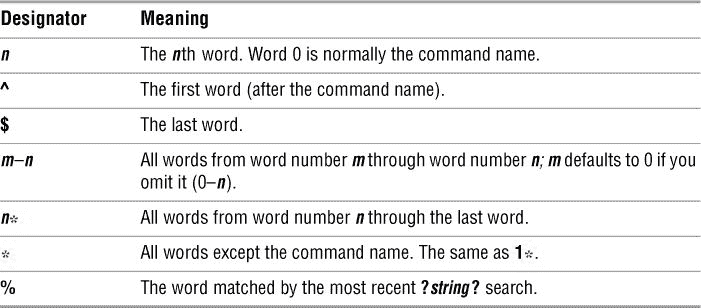 Designator Meaning
n The nth word. Word 0 is normally the command name.
^ The first word (after the command name).
$ The last word.
m–n All words from word number m through word number n; m defaults to 0 if you
omit it (0–n).
n* All words from word number n through the last word.
* All words except the command name. The same as 1*.
% The word matched by the most recent ?string? search.